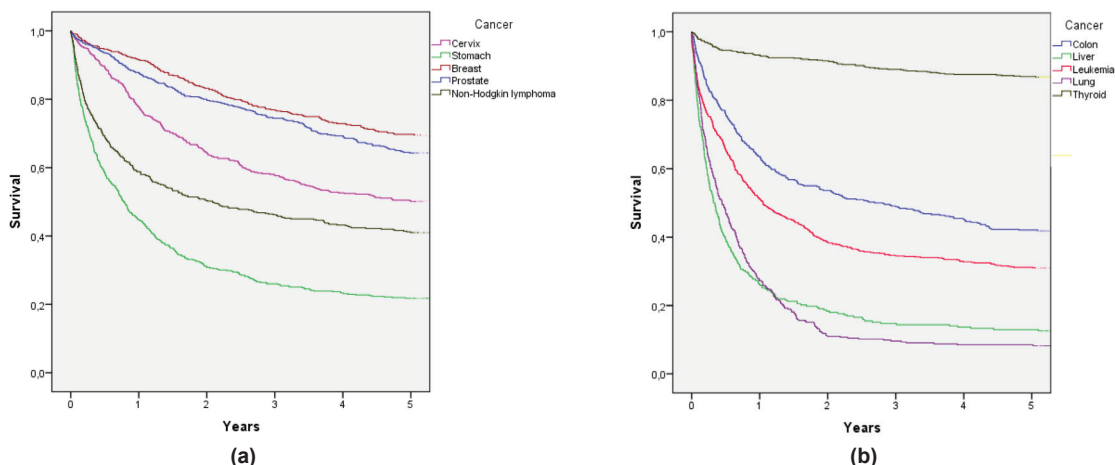 Cancer
Cervix
Stomach
Breast
Prostate
Non-Hodgkin lymphoma
1,0
0,8
0,6
0,4
0,2
0,0
Survival
0 1 2 3 4 5
Years
(a)
Cancer
Colon
Liver
Leukemia
Lung
Thyroid
1,0
0,8
0,6
0,4
0,2
0,0
Survival
0 1 2 3 4 5
Years
(b)